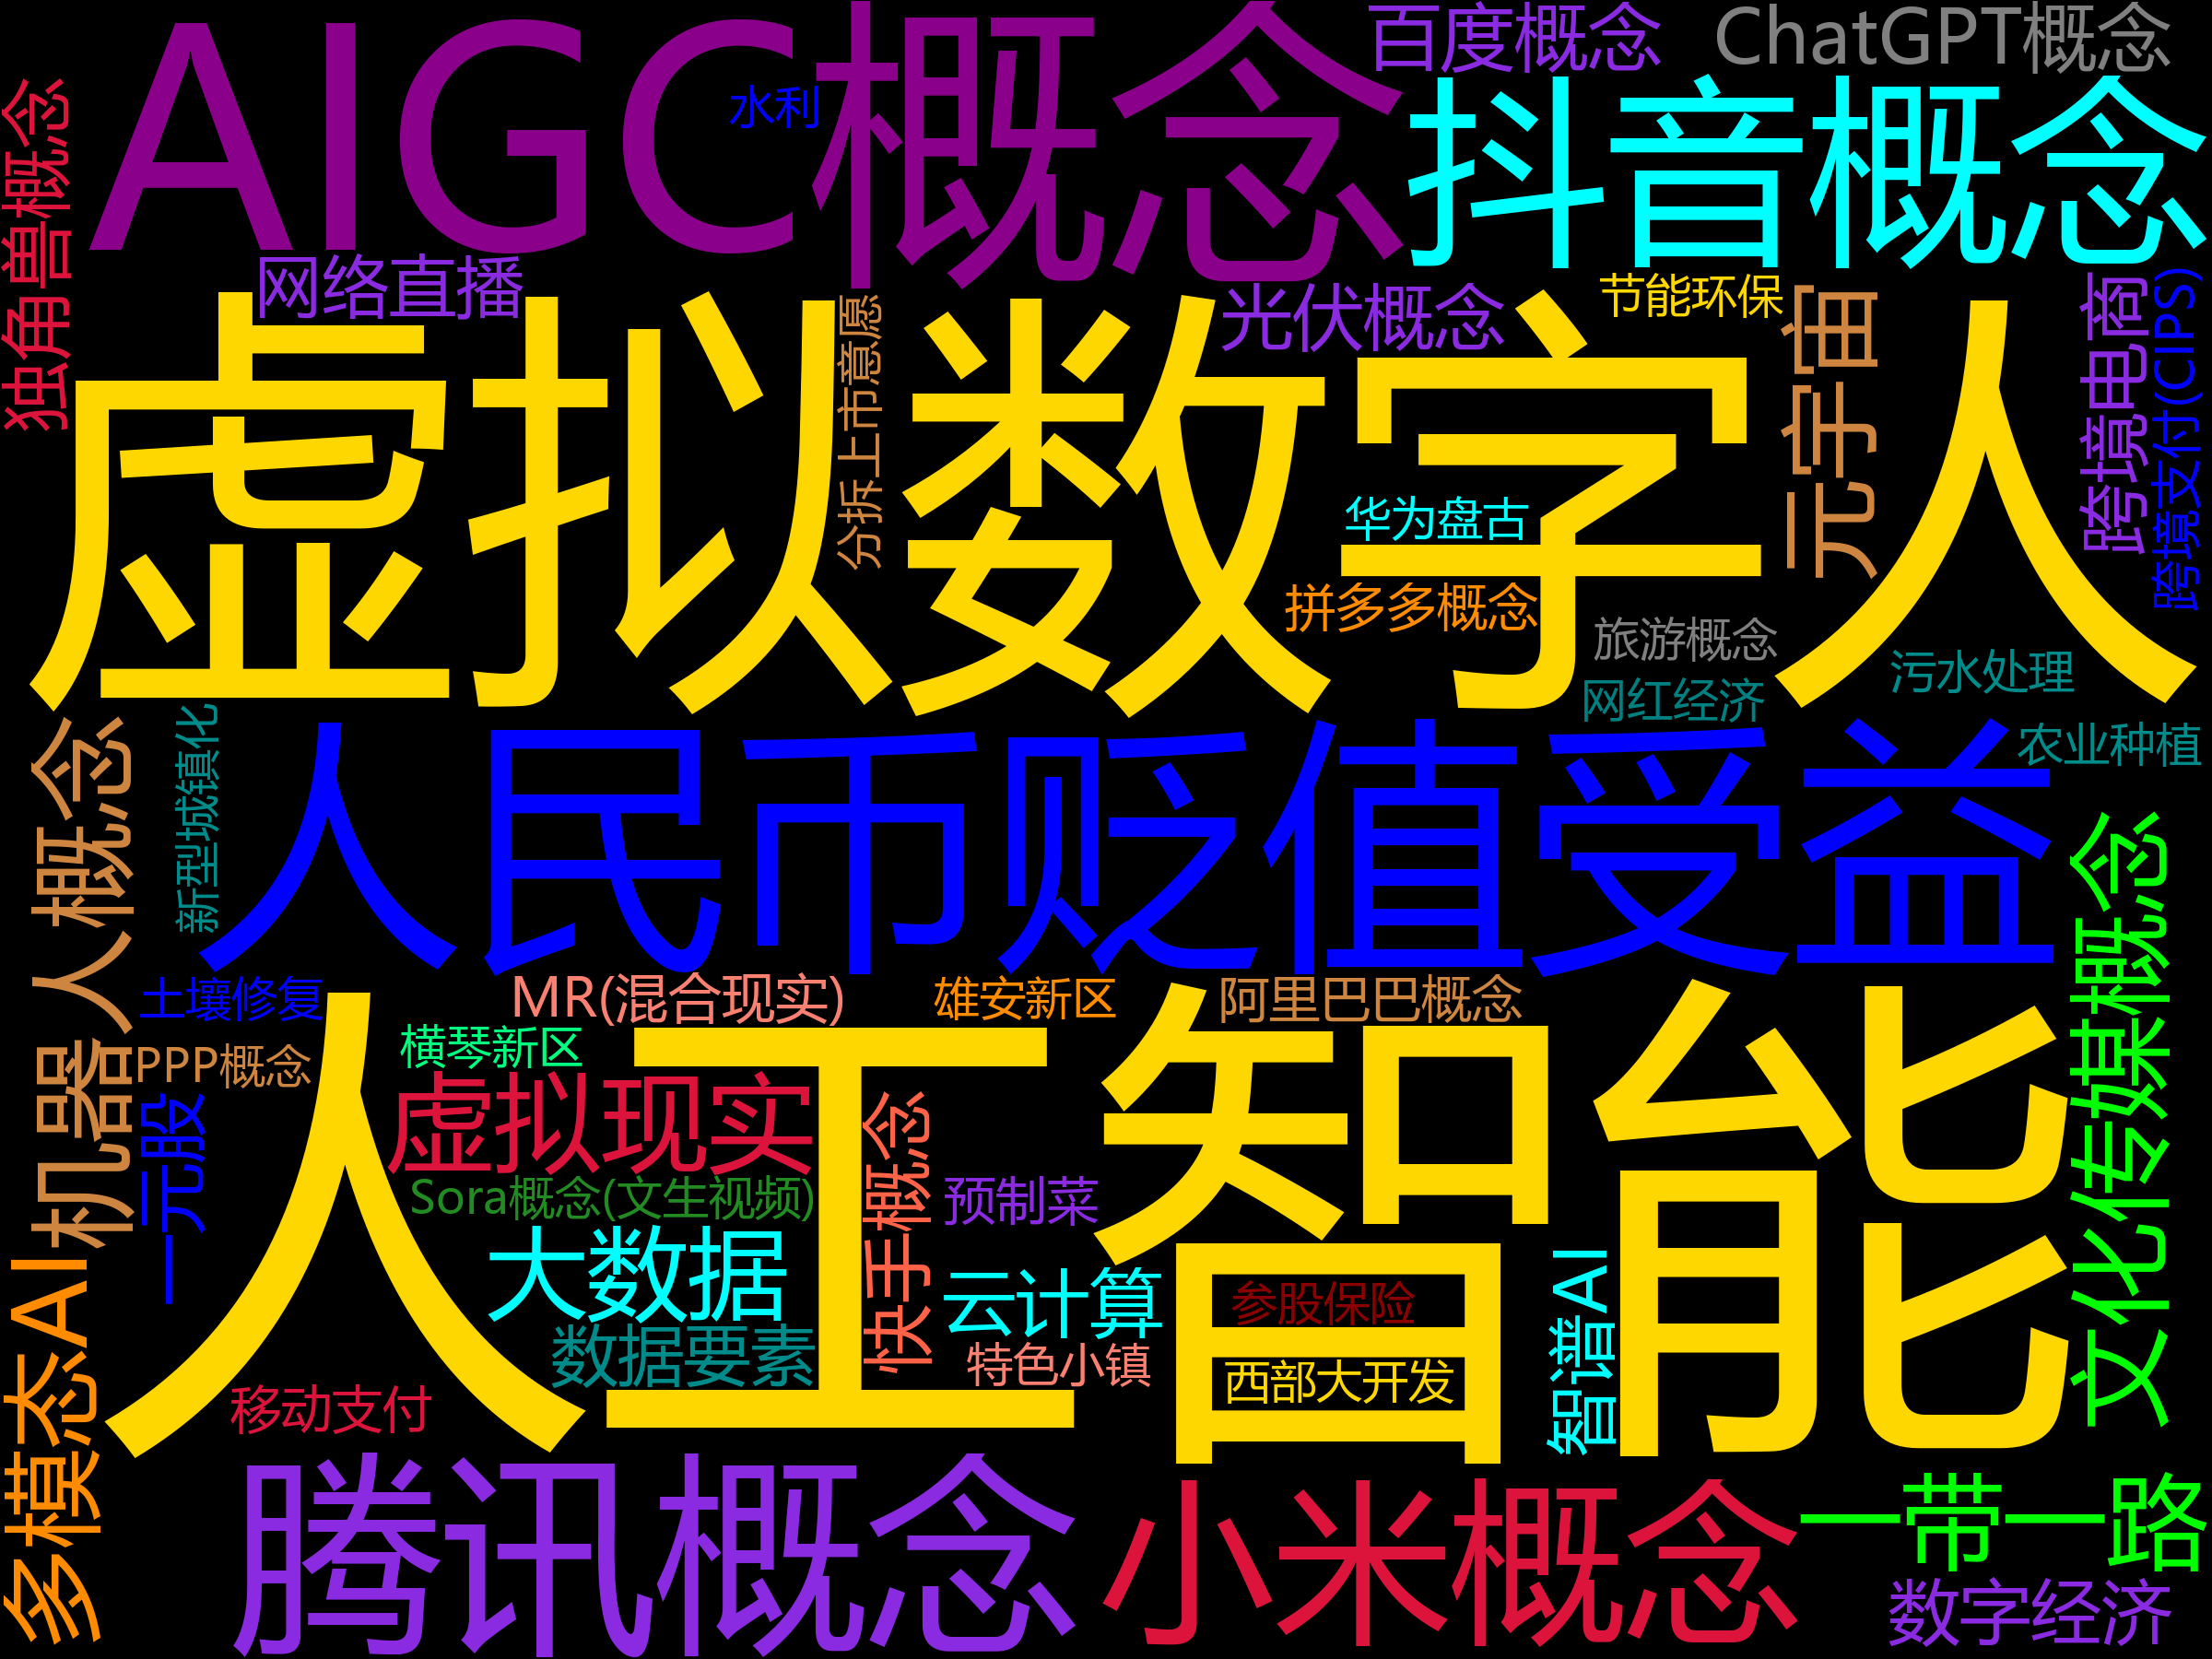 百度概念
ChatGPT概念
AIGC概念
水利
抖音概念
独角兽概念
网络直播
光伏概念
节能环保
元宇宙
跨境电商
跨境支付(CIPS)
分拆上市意愿
虚拟数字人
华为盘古
拼多多概念
旅游概念
污水处理
网红经济
农业种植
新型城镇化
机器人概念
人民币贬值受益
文化传媒概念
土壤修复
MR(混合现实)
雄安新区
阿里巴巴概念
横琴新区
PPP概念
虚拟现实
一元股
快手概念
人工智能
Sora概念(文生视频)
预制菜
大数据
云计算
参股保险
智谱AI
多模态AI
数据要素
特色小镇
西部大开发
移动支付
腾讯概念
小米概念
一带一路
数字经济